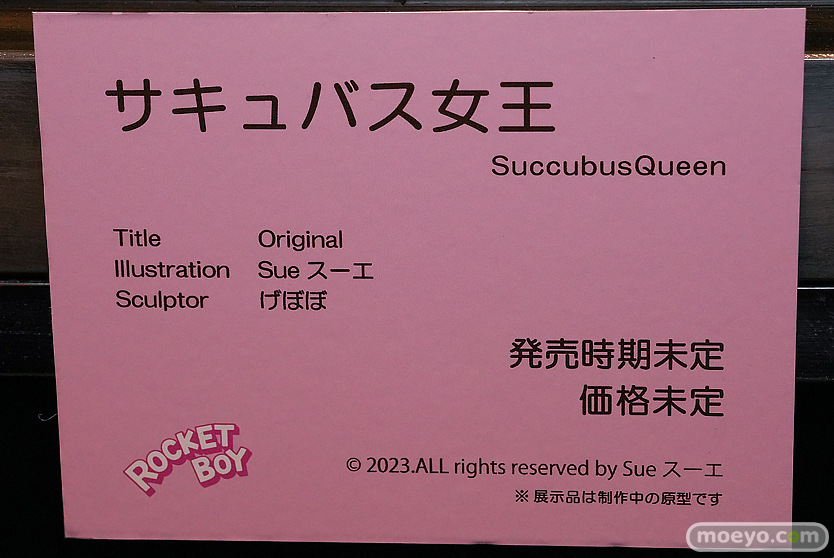 サキュバス女王
SuccubusQueen
Title Original
Illustration Sue スーエ
Sculptor げぼぼ
発売時期未定
価格未定
ROCKET
BOY
© 2023.ALL rights reserved by Sue スーエ
※展示品は制作中の原型です
moeyo.com